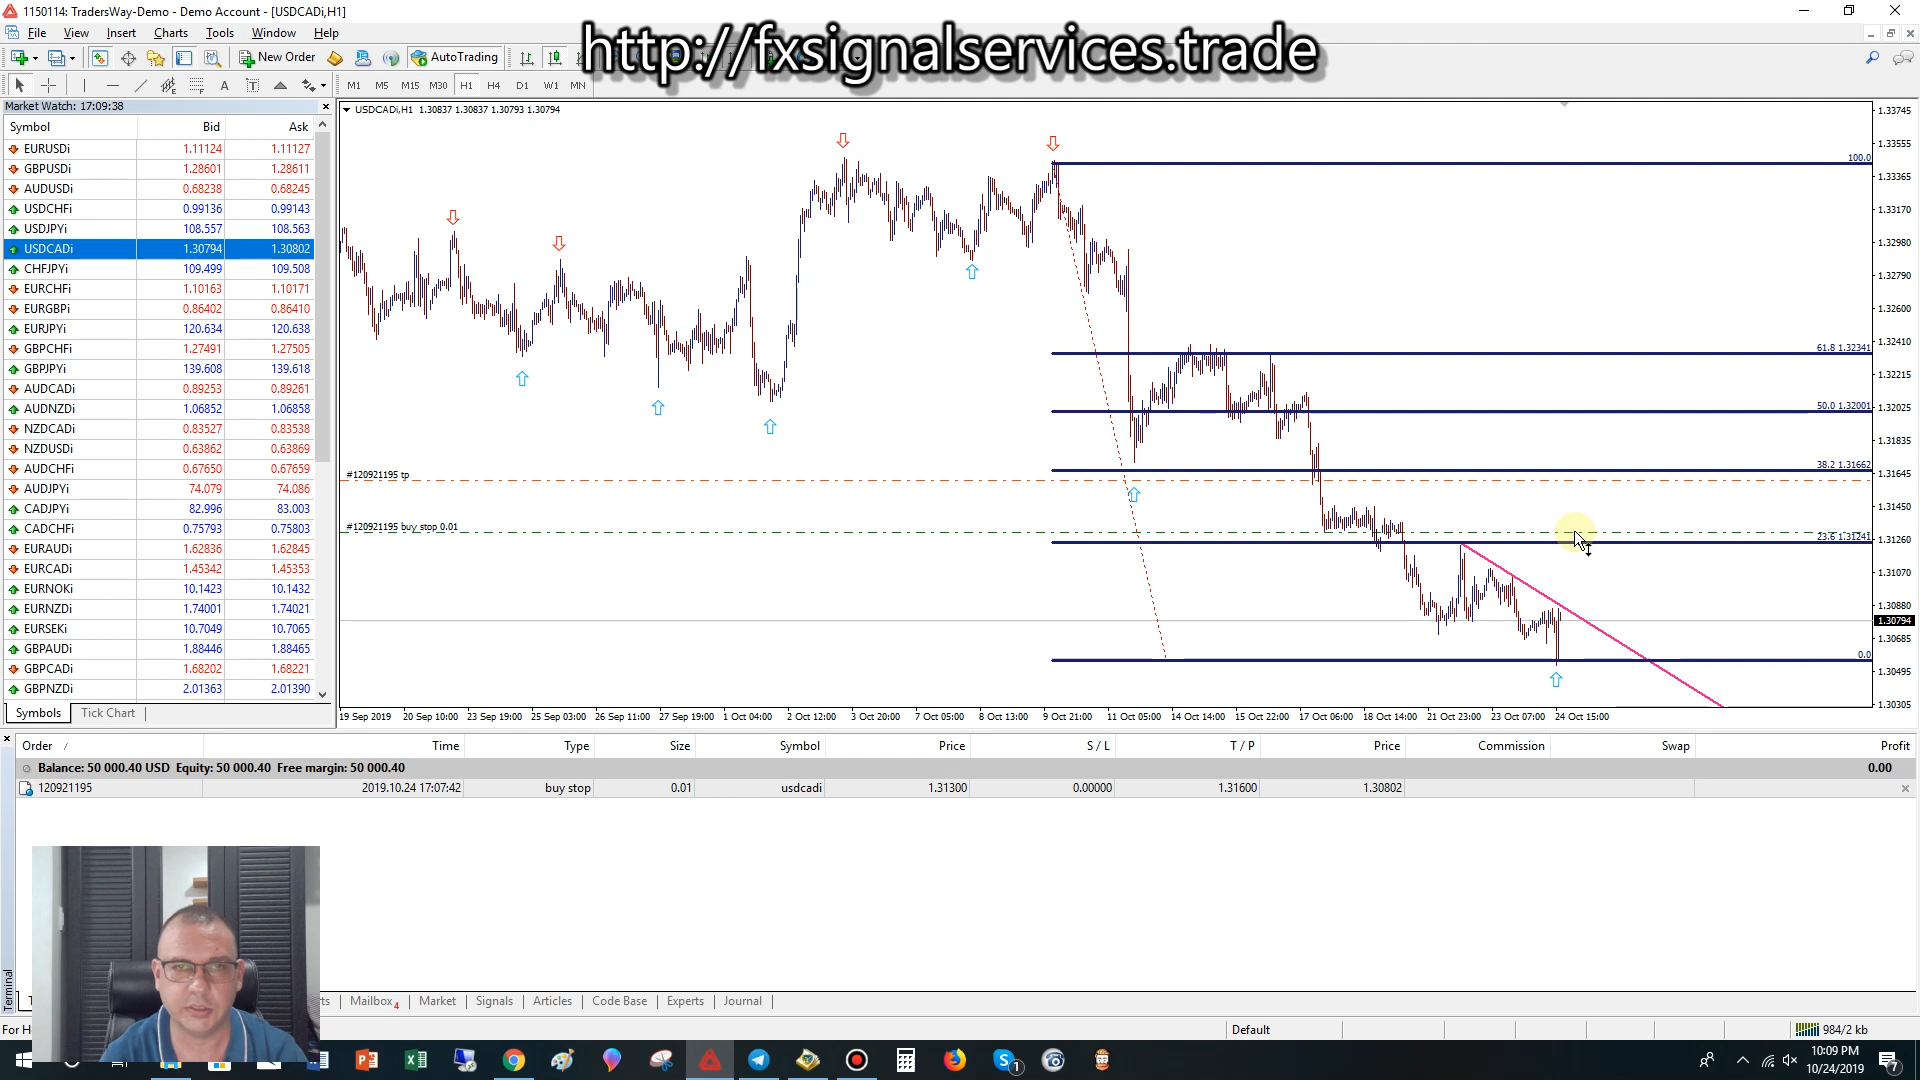 1150114: TradersWay-Demo - Demo Account - [USDCADi,H1]
http://fxsignalservices.trade
File View Insert Charts Tools Window Help
New Order AutoTrading
A T M1 M5 M15 M30 H1 H4 D1 W1 MN
Market Watch: 17:09:38
Symbol Bid Ask
EURUSDi 1.11124 1.11127
GBPUSDi 1.28601 1.28611
AUDUSDi 0.68238 0.68245
USDCHFi 0.99136 0.99143
USDJPYi 108.557 108.563
USDCADi 1.30794 1.30802
CHFJPYi 109.499 109.508
EURCHFi 1.10163 1.10171
EURGBPi 0.86402 0.86410
EURJPYi 120.634 120.638
GBPCHFi 1.27491 1.27505
GBPJPYi 139.608 139.618
AUDCADi 0.89253 0.89261
AUDNZDi 1.06852 1.06858
NZDCADi 0.83527 0.83538
NZDUSDi 0.63862 0.63869
AUDCHFi 0.67650 0.67659
AUDJPYi 74.079 74.086
CADJPYi 82.996 83.003
CADCHFi 0.75793 0.75803
EURAUDi 1.62836 1.62845
EURCADi 1.45342 1.45353
EURNOKi 10.1423 10.1432
EURNZDi 1.74001 1.74021
EURSEKi 10.7049 10.7065
GBPAUDi 1.88446 1.88465
GBPCADi 1.68202 1.68221
GBPNZDi 2.01363 2.01390
Symbols Tick Chart
USDCADi,H1 1.30837 1.30837 1.30793 1.30794
100.0
61.8 1.32341
50.0 1.32001
38.2 1.31662
#120921195 tp
#120921195 buy stop 0.01
23.6 1.31241
0.0
1.33745
1.33555
1.33365
1.33170
1.32980
1.32790
1.32600
1.32410
1.32215
1.32025
1.31835
1.31645
1.31450
1.31260
1.31070
1.30880
1.30794
1.30685
1.30495
1.30305
19 Sep 2019 20 Sep 10:00 23 Sep 19:00 25 Sep 03:00 26 Sep 11:00 27 Sep 19:00 1 Oct 04:00 2 Oct 12:00 3 Oct 20:00 7 Oct 05:00 8 Oct 13:00 9 Oct 21:00 11 Oct 05:00 14 Oct 14:00 15 Oct 22:00 17 Oct 06:00 18 Oct 14:00 21 Oct 23:00 23 Oct 07:00 24 Oct 15:00
Order / Time Type Size Symbol Price S / L T / P Price Commission Swap Profit
Balance: 50 000.40 USD Equity: 50 000.40 Free margin: 50 000.40 0.00
120921195 2019.10.24 17:07:42 buy stop 0.01 usdcadi 1.31300 0.00000 1.31600 1.30802
Terminal
Mailbox 4 Market Signals Articles Code Base Experts Journal
Default 984/2 kb
10:09 PM
10/24/2019